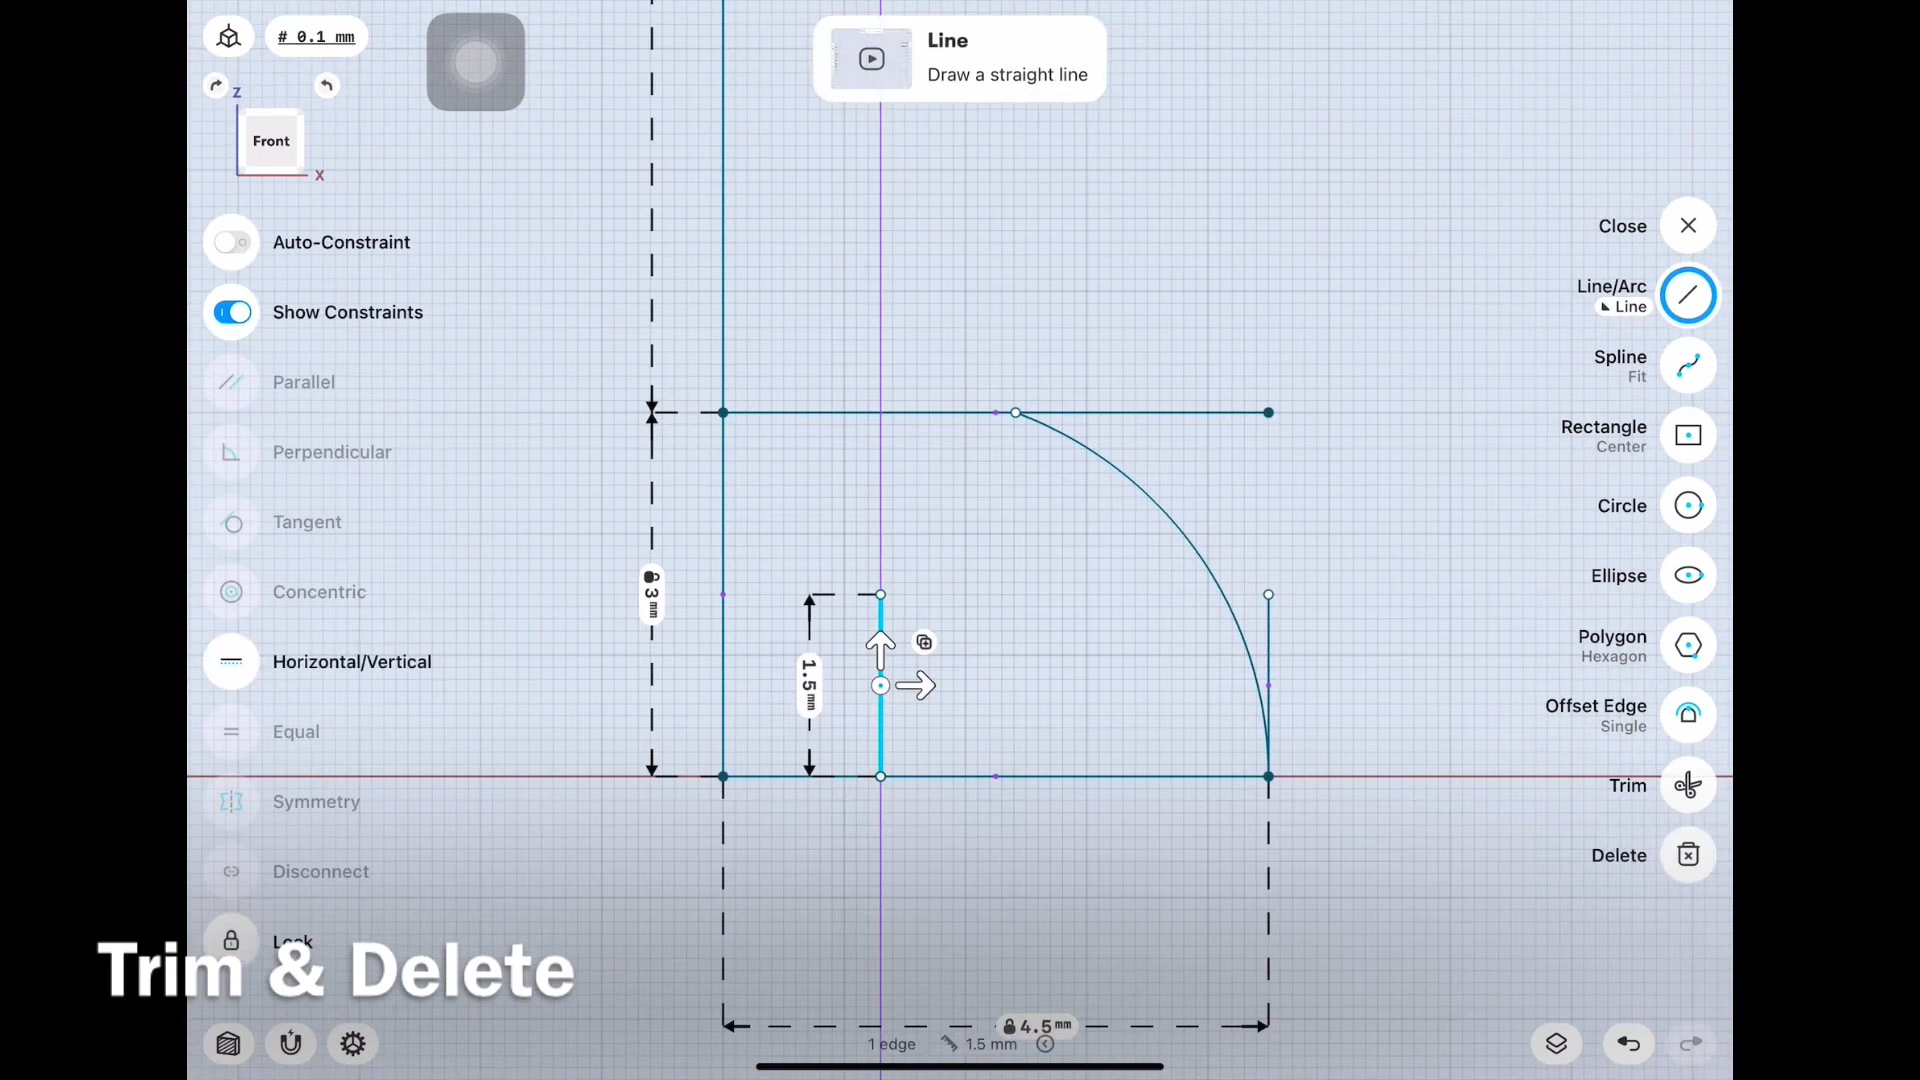 # 0.1 mm
Line
Draw a straight line
Z
Front
X
Auto-Constraint
Show Constraints
Parallel
Perpendicular
Tangent
Concentric
Horizontal/Vertical
Equal
Symmetry
Disconnect
Lock
Trim & Delete
3 mm
1.5 mm
4.5 mm
1 edge
1.5 mm
Close
Line/Arc
Line
Spline
Fit
Rectangle
Center
Circle
Ellipse
Polygon
Hexagon
Offset Edge
Single
Trim
Delete